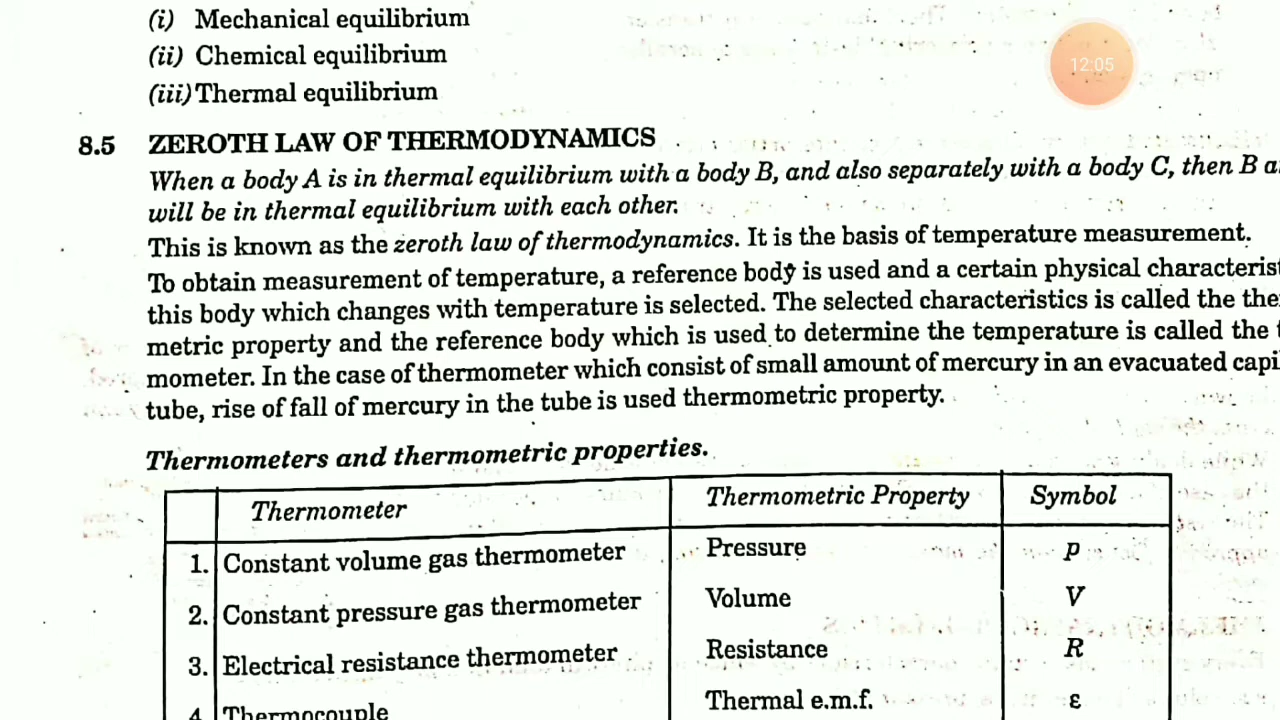 (i) Mechanical equilibrium
(ii) Chemical equilibrium
(iii) Thermal equilibrium
12:05
8.5 ZEROTH LAW OF THERMODYNAMICS
When a body A is in thermal equilibrium with a body B, and also separately with a body C, then B
will be in thermal equilibrium with each other.
This is known as the zeroth law of thermodynamics. It is the basis of temperature measurement.
To obtain measurement of temperature, a reference body is used and a certain physical characterist
this body which changes with temperature is selected. The selected characteristics is called the the
metric property and the reference body which is used to determine the temperature is called the
mometer. In the case of thermometer which consist of small amount of mercury in an evacuated capi
tube, rise of fall of mercury in the tube is used thermometric property.
Thermometers and thermometric properties.
Thermometer Thermometric Property Symbol
1. Constant volume gas thermometer Pressure p
2. Constant pressure gas thermometer Volume V
3. Electrical resistance thermometer Resistance R
4. Thermocouple Thermal e.m.f. ε